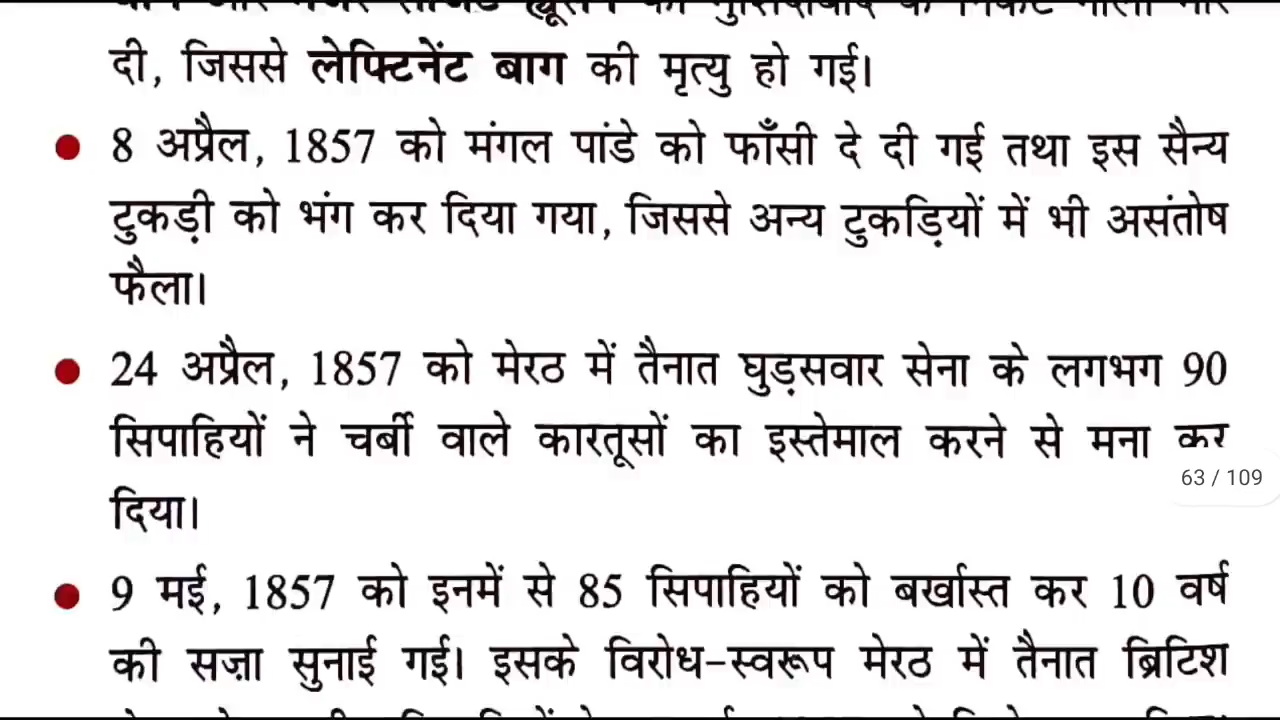 दी, जिससे लेफ्टिनेंट बाग की मृत्यु हो गई।
• 8 अप्रैल, 1857 को मंगल पांडे को फाँसी दे दी गई तथा इस सैन्य
टुकड़ी को भंग कर दिया गया, जिससे अन्य टुकड़ियों में भी असंतोष
फैला।
• 24 अप्रैल, 1857 को मेरठ में तैनात घुड़सवार सेना के लगभग 90
सिपाहियों ने चर्बी वाले कारतूसों का इस्तेमाल करने से मना कर
63 / 109
दिया।
• 9 मई, 1857 को इनमें से 85 सिपाहियों को बर्खास्त कर 10 वर्ष
की सज़ा सुनाई गई। इसके विरोध-स्वरूप मेरठ में तैनात ब्रिटिश